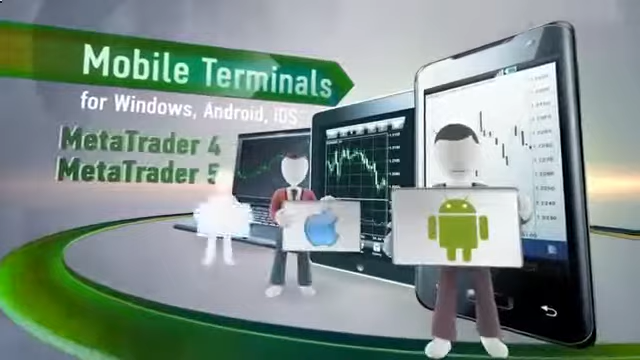 Mobile Terminals
for Windows, Android, iOS
MetaTrader 4
MetaTrader 5